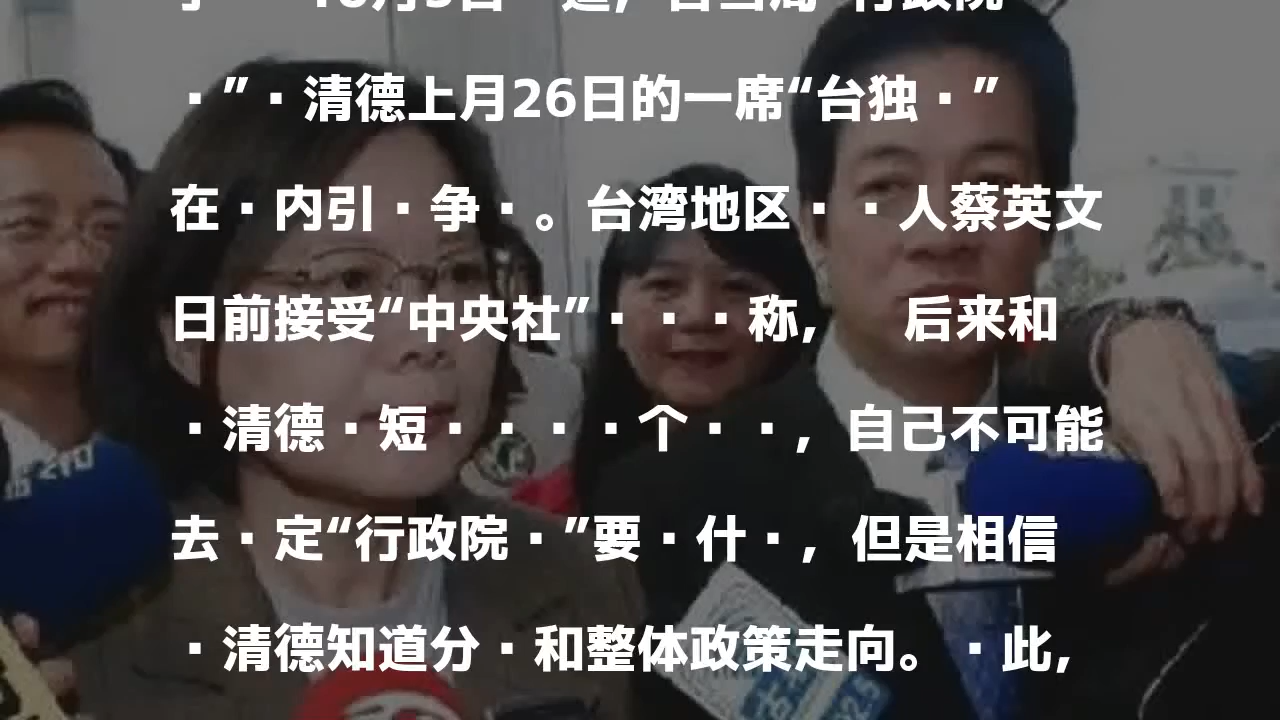 ·”·清德上月26日的一席“台独·”
在·内引·争·。台湾地区··人蔡英文
日前接受“中央社”···称， 后来和
·清德·短····个··，自己不可能
去·定“行政院·”要·什·，但是相信
·清德知道分·和整体政策走向。·此，